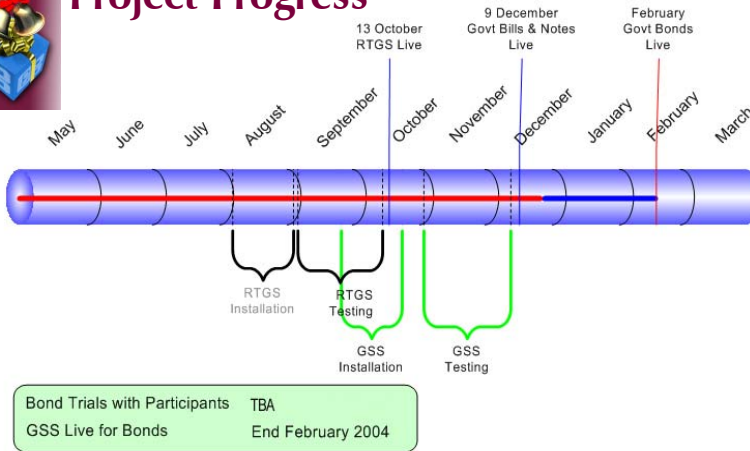 Project Progress
13 October
RTGS Live
9 December
Govt Bills & Notes
Live
February
Govt Bonds
Live
May
June
July
August
September
October
November
December
January
February
March
RTGS
Installation
RTGS
Testing
GSS
Installation
GSS
Testing
Bond Trials with Participants TBA
GSS Live for Bonds End February 2004